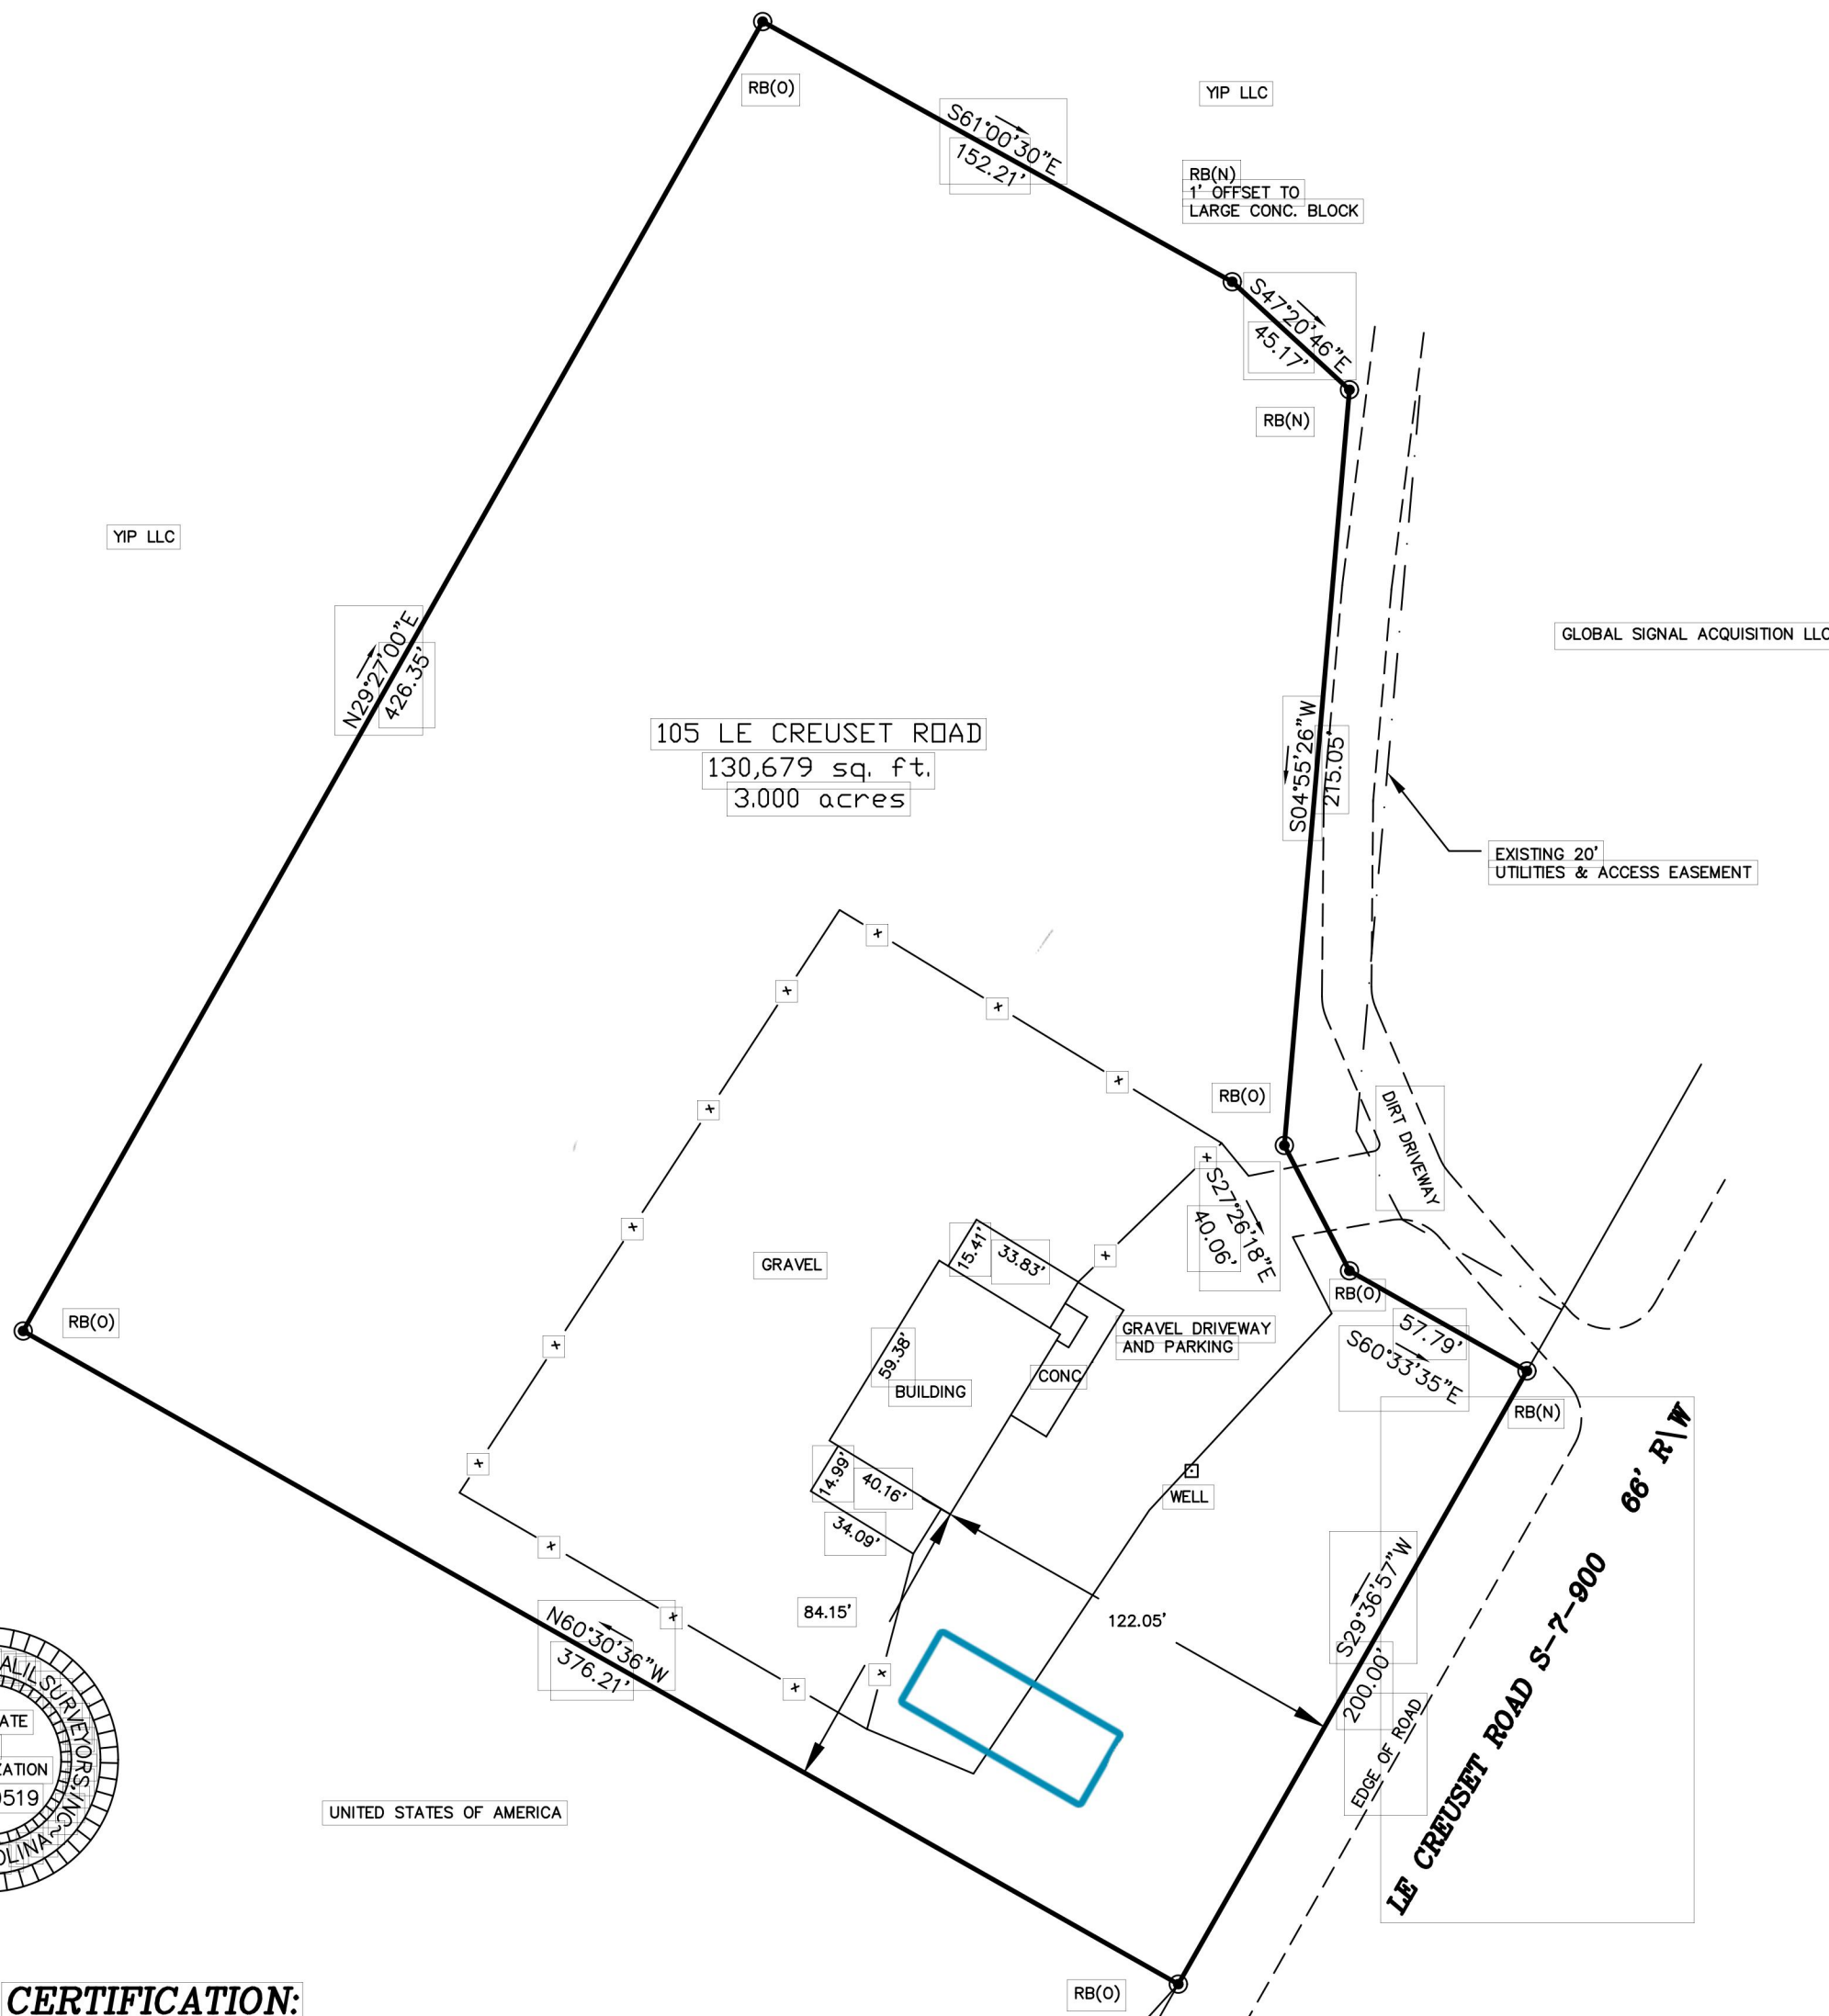 RB(O)
YIP LLC
S61°00'30"E
152.21'
RB(N)
1' OFFSET TO
LARGE CONC. BLOCK
S47°20'46"E
45.17'
RB(N)
YIP LLC
N29°27'00"E
426.35'
GLOBAL SIGNAL ACQUISITION LLC
105 LE CREUSET ROAD
130,679 sq. ft.
3.000 acres
S04°55'26"W
215.05'
EXISTING 20'
UTILITIES & ACCESS EASEMENT
RB(O)
DIRT DRIVEWAY
S27°26'18"E
40.06'
GRAVEL
15.41'
33.83'
RB(O)
RB(O)
GRAVEL DRIVEWAY
AND PARKING
57.79'
S60°33'35"E
59.38'
BUILDING
CONC
RB(N)
66' R\W
14.99'
40.16'
34.09'
WELL
84.15'
122.05'
S29°36'57"W
200.00'
EDGE OF ROAD
LE CREUSET ROAD S-7-900
N60°30'36"W
376.21'
UNITED STATES OF AMERICA
SURVEYORS, INC.
RB(O)
CERTIFICATION: